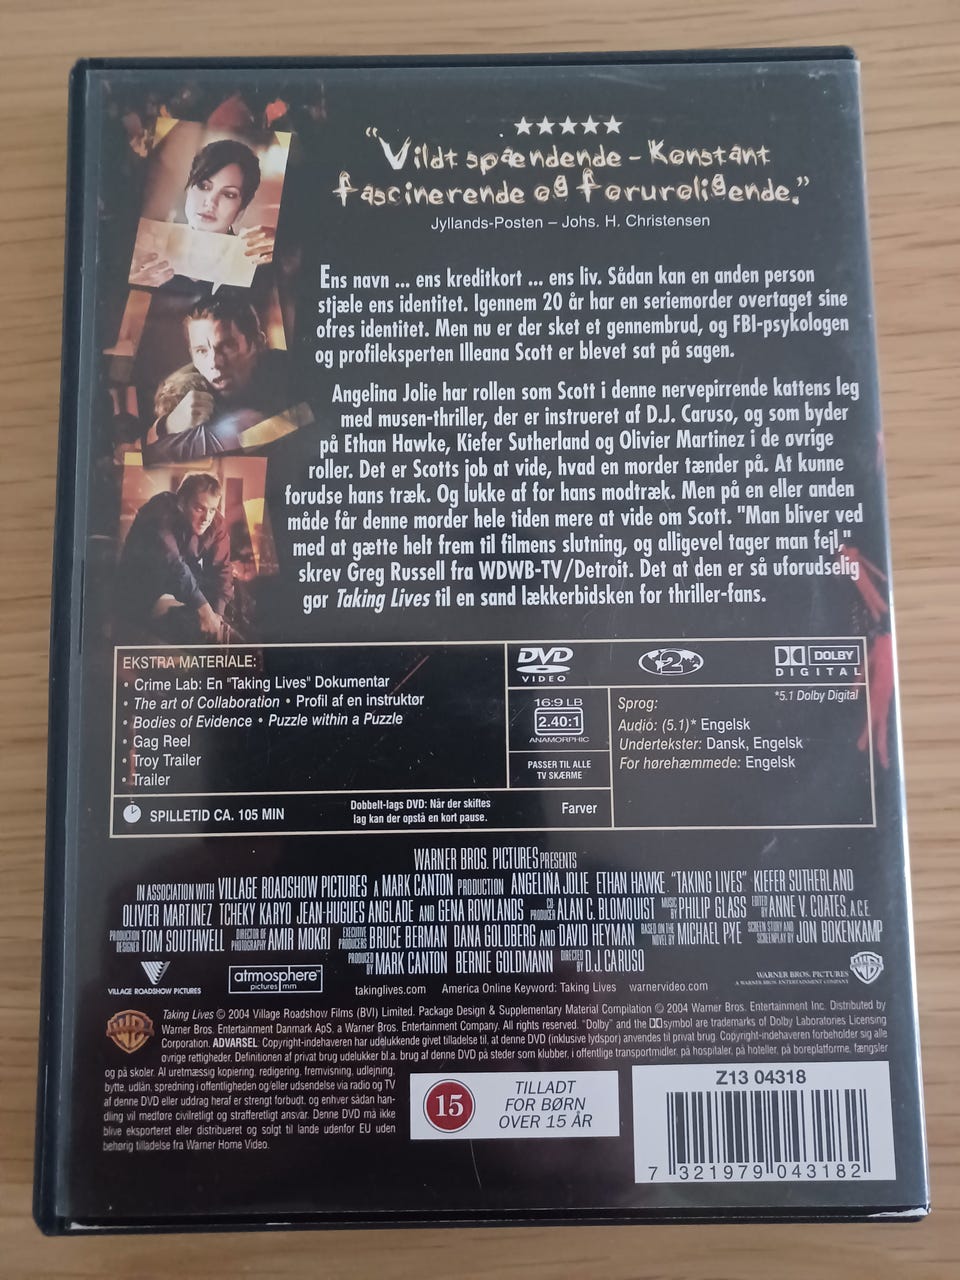 ★★★★★
"Vildt spændende - Konstant
fascinerende og foruroligende."
Jyllands-Posten – Johs. H. Christensen
Ens navn ... ens kreditkort ... ens liv. Sådan kan en anden person
stjæle ens identitet. Igennem 20 år har en seriemorder overtaget sine
ofres identitet. Men nu er der sket et gennembrud, og FBI-psykologen
og profileksperten Illeana Scott er blevet sat på sagen.
Angelina Jolie har rollen som Scott i denne nervepirrende kattens leg
med musen-thriller, der er instrueret af D.J. Caruso, og som byder
på Ethan Hawke, Kiefer Sutherland og Olivier Martinez i de øvrige
roller. Det er Scotts job at vide, hvad en morder tænder på. At kunne
forudse hans træk. Og lukke af for hans modtræk. Men på en eller anden
måde får denne morder hele tiden mere at vide om Scott. "Man bliver ved
med at gætte helt frem til filmens slutning, og alligevel tager man fejl,"
skrev Greg Russell fra WDWB-TV/Detroit. Det at den er så uforudselig
gør Taking Lives til en sand lækkerbidsken for thriller-fans.
EKSTRA MATERIALE:
• Crime Lab: En "Taking Lives" Dokumentar
• The art of Collaboration • Profil af en instruktør
• Bodies of Evidence • Puzzle within a Puzzle
• Gag Reel
• Troy Trailer
• Trailer
SPILLETID CA. 105 MIN
Dobbelt-lags DVD: Når der skiftes
lag kan der opstå en kort pause.
Farver
DVD
VIDEO
2
DOLBY
DIGITAL
*5.1 Dolby Digital
16:9 LB
2.40:1
ANAMORPHIC
PASSER TIL ALLE
TV SKÆRME
Sprog:
Audio: (5.1)* Engelsk
Undertekster: Dansk, Engelsk
For hørehæmmede: Engelsk
WARNER BROS. PICTURES PRESENTS
IN ASSOCIATION WITH VILLAGE ROADSHOW PICTURES A MARK CANTON PRODUCTION ANGELINA JOLIE ETHAN HAWKE "TAKING LIVES" KIEFER SUTHERLAND
OLIVIER MARTINEZ TCHEKY KARYO JEAN-HUGUES ANGLADE AND GENA ROWLANDS CO PRODUCER ALAN C. BLOMQUIST MUSIC BY PHILIP GLASS EDITED BY ANNE V. COATES, A.C.E.
PRODUCTION DESIGNER TOM SOUTHWELL DIRECTOR OF PHOTOGRAPHY AMIR MOKRI EXECUTIVE PRODUCERS BRUCE BERMAN DANA GOLDBERG AND DAVID HEYMAN BASED ON THE NOVEL BY MICHAEL PYE SCREEN STORY AND SCREENPLAY BY JON BOKENKAMP
PRODUCED BY MARK CANTON BERNIE GOLDMANN DIRECTED BY D.J. CARUSO
VILLAGE ROADSHOW PICTURES
atmosphere
pictures mm
takinglives.com America Online Keyword: Taking Lives warnervideo.com
WARNER BROS. PICTURES
A WARNER BROS. ENTERTAINMENT COMPANY
Taking Lives © 2004 Village Roadshow Films (BVI) Limited. Package Design & Supplementary Material Compilation © 2004 Warner Bros. Entertainment Inc. Distributed by
Warner Bros. Entertainment Danmark ApS, a Warner Bros. Entertainment Company. All rights reserved. "Dolby" and the DD symbol are trademarks of Dolby Laboratories Licensing
Corporation. ADVARSEL: Copyright-indehaveren har udelukkende givet tilladelse til, at denne DVD (inklusive lydspor) anvendes til privat brug. Copyright-indehaveren forbeholder sig alle
øvrige rettigheder. Definitionen af privat brug udelukker bl.a. brug af denne DVD på steder som klubber, i offentlige transportmidler, på hospitaler, på hoteller, på boreplatforme, fængsler
og på skoler. Al uretmæssig kopiering, redigering, fremvisning, udlejning,
bytte, udlån, spredning i offentligheden og/eller udsendelse via radio og TV
af denne DVD eller uddrag heraf er strengt forbudt, og enhver sådan han-
dling vil medføre civilretligt og strafferetligt ansvar. Denne DVD må ikke
blive eksporteret eller distribueret og solgt til lande udenfor EU uden
behørig tilladelse fra Warner Home Video.
15
TILLADT
FOR BØRN
OVER 15 ÅR
Z13 04318
7 321979 043182